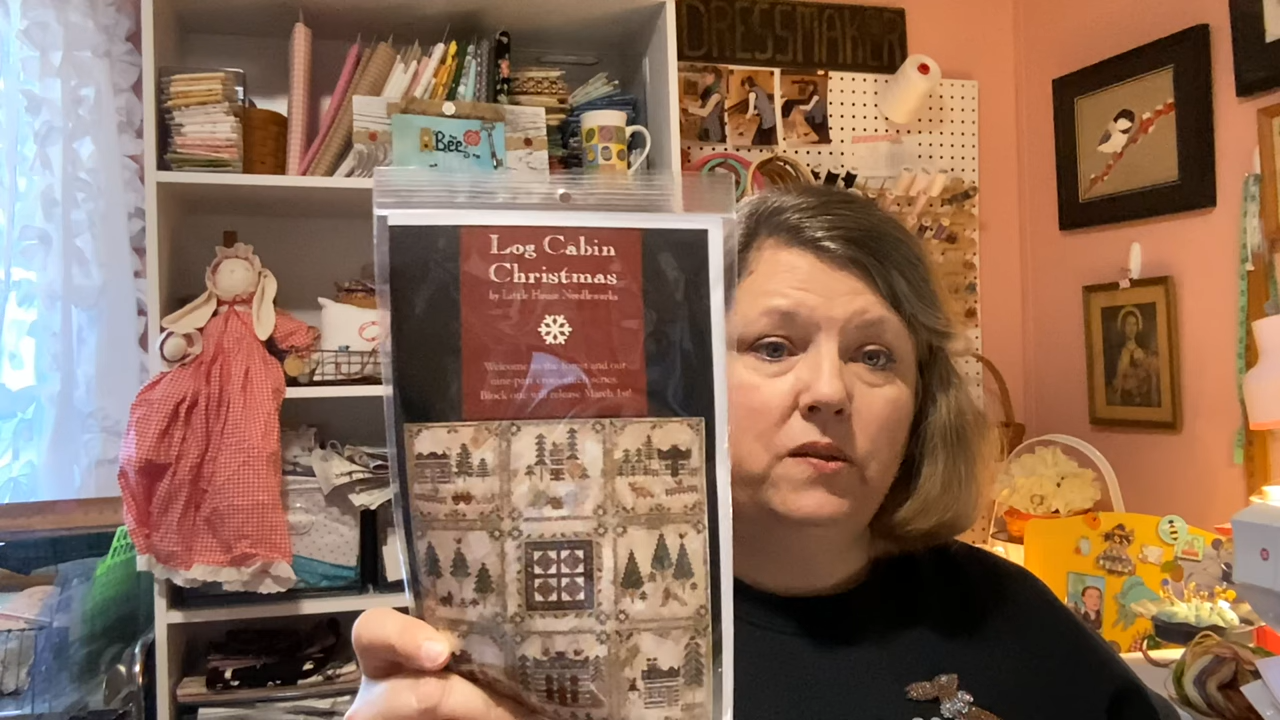 DRESSMAKER
Bee
Log Cabin
Christmas
by Little House Needleworks
Welcome to the forest and our
nine-part cross stitch series.
Block one will release March 1st!